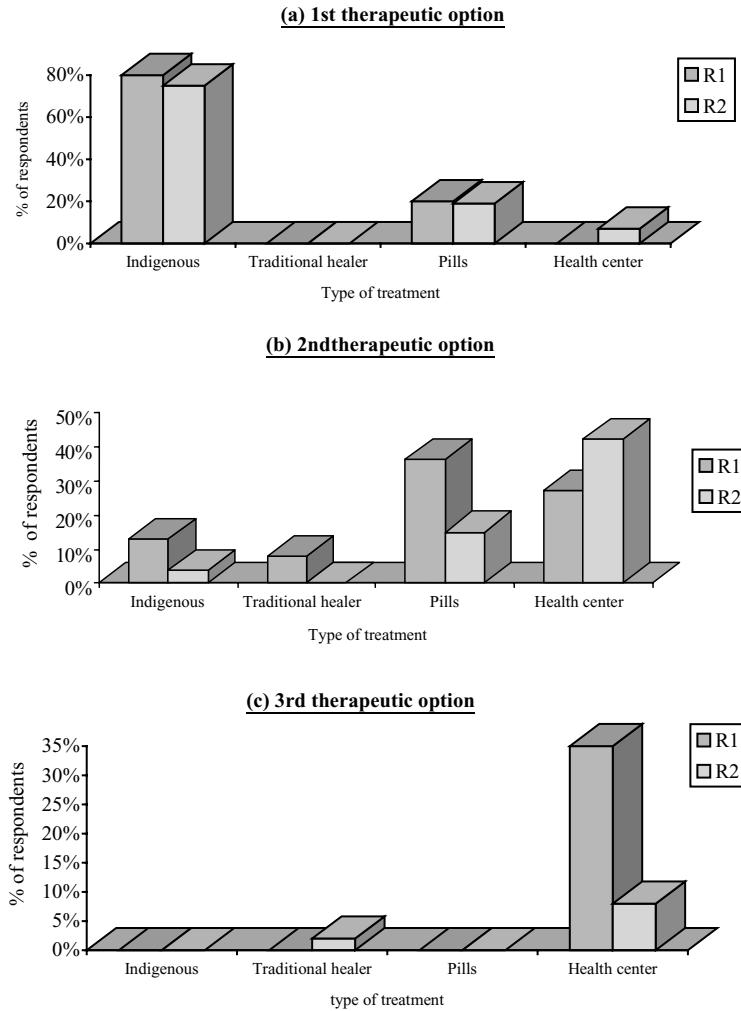 (a) 1st therapeutic option
R1
R2
% of respondents
80%
60%
40%
20%
0%
Indigenous Traditional healer Pills Health center
Type of treatment
(b) 2ndtherapeutic option
R1
R2
% of respondents
50%
40%
30%
20%
10%
0%
Indigenous Traditional healer Pills Health center
Type of treatment
(c) 3rd therapeutic option
R1
R2
% of respondents
35%
30%
25%
20%
15%
10%
5%
0%
Indigenous Traditional healer Pills Health center
type of treatment